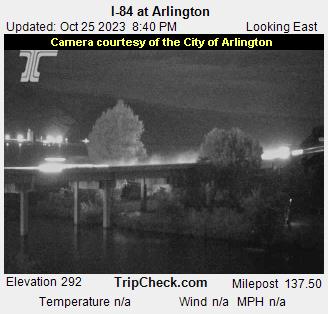 I-84 at Arlington
Updated: Oct 25 2023 8:40 PM Looking East
Camera courtesy of the City of Arlington
Elevation 292 TripCheck.com Milepost 137.50
Temperature n/a Wind n/a MPH n/a